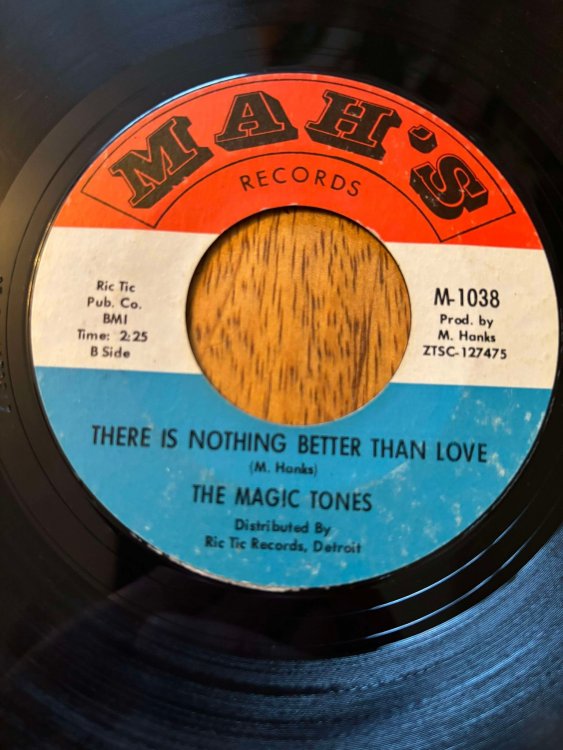 MAH'S
RECORDS
Ric Tic
Pub. Co.
BMI
Time: 2:25
B Side
M-1038
Prod. by
M. Hanks
ZTSC-127475
THERE IS NOTHING BETTER THAN LOVE
(M. Hanks)
THE MAGIC TONES
Distributed By
Ric Tic Records, Detroit